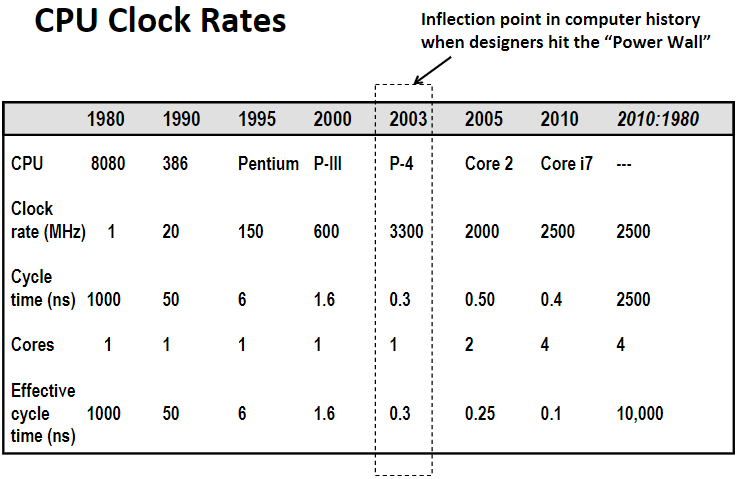 CPU Clock Rates
Inflection point in computer history
when designers hit the “Power Wall”
1980 1990 1995 2000 2003 2005 2010 2010:1980
CPU 8080 386 Pentium P-III P-4 Core 2 Core i7 ---
Clock
rate (MHz) 1 20 150 600 3300 2000 2500 2500
Cycle
time (ns) 1000 50 6 1.6 0.3 0.50 0.4 2500
Cores 1 1 1 1 1 2 4 4
Effective
cycle 1000 50 6 1.6 0.3 0.25 0.1 10,000
time (ns)